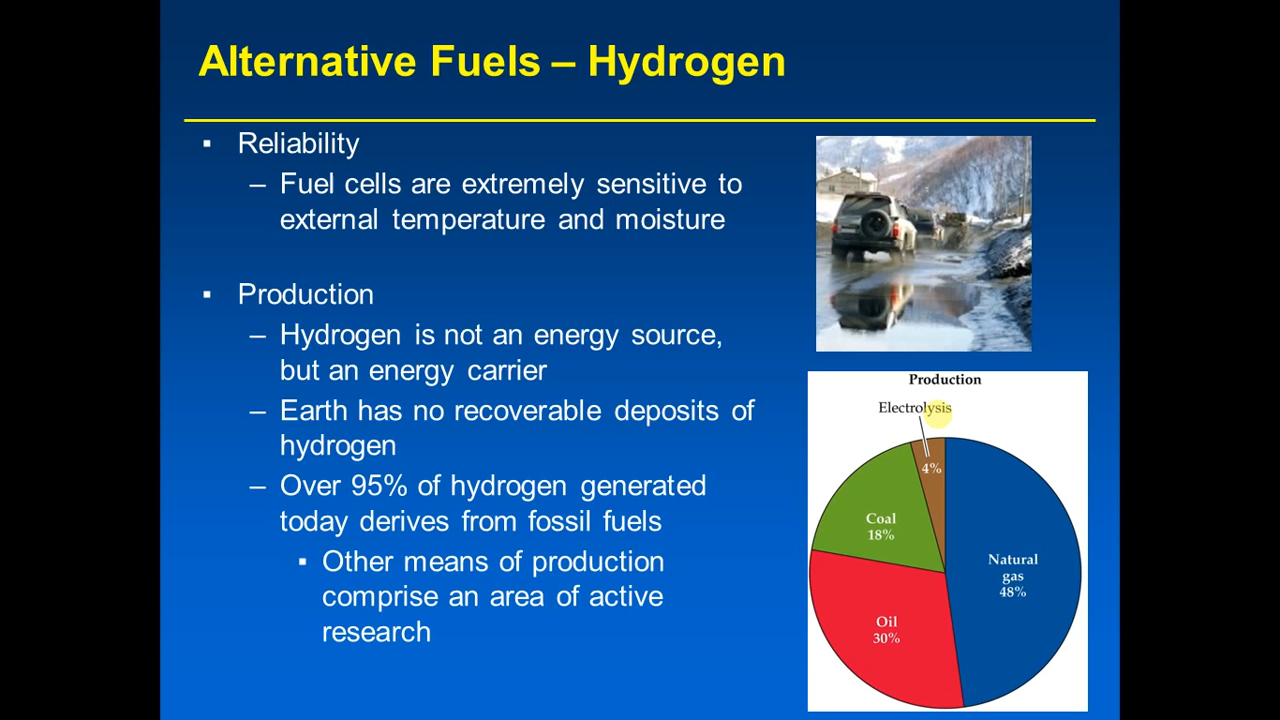 Alternative Fuels – Hydrogen
▪ Reliability
– Fuel cells are extremely sensitive to
external temperature and moisture
▪ Production
– Hydrogen is not an energy source,
but an energy carrier
– Earth has no recoverable deposits of
hydrogen
– Over 95% of hydrogen generated
today derives from fossil fuels
▪ Other means of production
comprise an area of active
research
Production
Electrolysis
4%
Coal
18%
Natural
gas
48%
Oil
30%